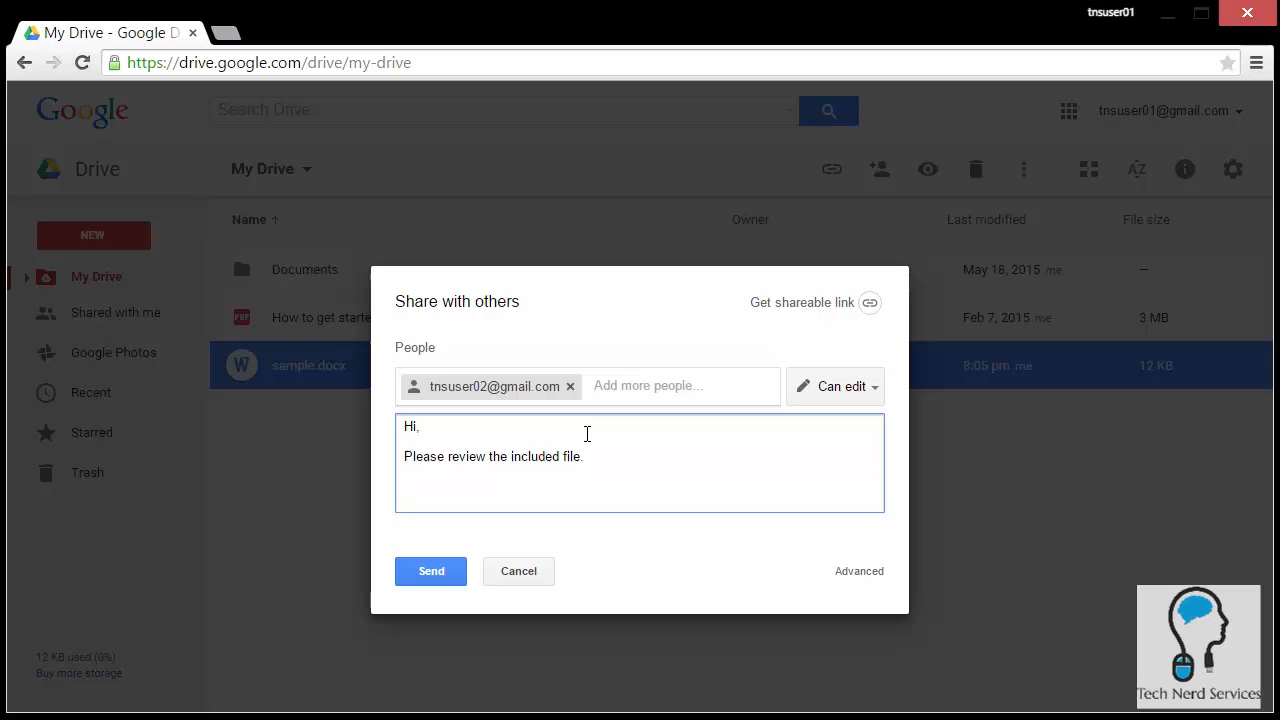 tnsuser01
My Drive - Google D
https://drive.google.com/drive/my-drive
Google
Search Drive
tnsuser01@gmail.com
Drive
My Drive
AZ
Name
Owner
Last modified
File size
NEW
My Drive
Shared with me
Google Photos
Recent
Starred
Trash
Documents
May 18, 2015 me
—
PDF
How to get starte
Feb 7, 2015 me
3 MB
W
sample.docx
8:05 pm me
12 KB
Share with others
Get shareable link
People
tnsuser02@gmail.com
Add more people...
Can edit
Hi,
Please review the included file.
Send
Cancel
Advanced
12 KB used (0%)
Buy more storage
Tech Nerd Services